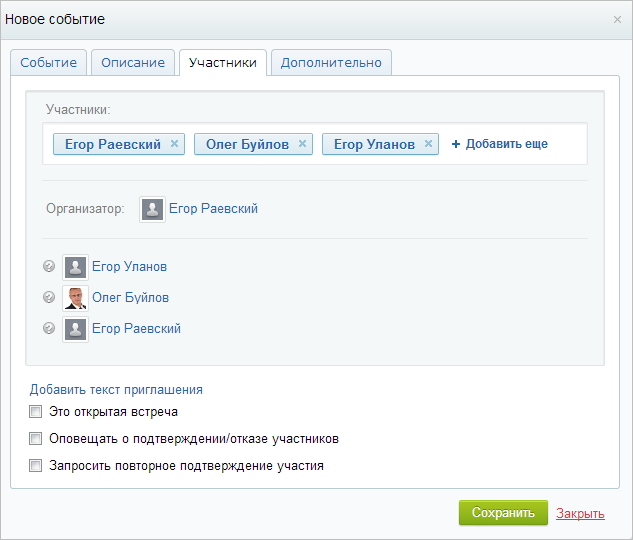 Новое событие
Событие Описание Участники Дополнительно
Участники:
Егор Раевский × Олег Буйлов × Егор Уланов × + Добавить еще
Организатор: Егор Раевский
? Егор Уланов
? Олег Буйлов
? Егор Раевский
Добавить текст приглашения
Это открытая встреча
Оповещать о подтверждении/отказе участников
Запросить повторное подтверждение участия
Сохранить Закрыть